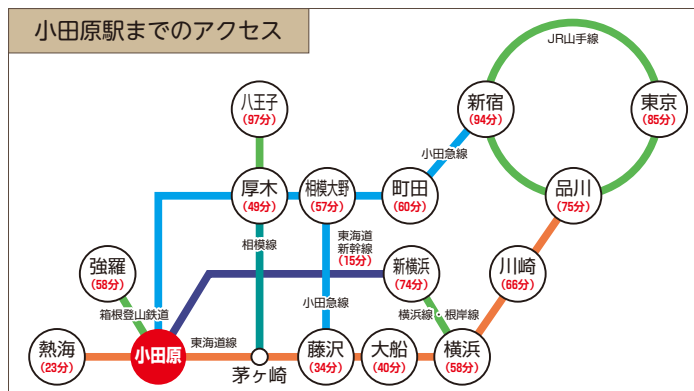 小田原駅までのアクセス
JR山手線
八王子
(97分)
新宿
(94分)
東京
(85分)
小田急線
厚木
(49分)
相模大野
(57分)
町田
(60分)
品川
(75分)
相模線
東海道
新幹線
(15分)
強羅
(58分)
新横浜
(74分)
川崎
(66分)
箱根登山鉄道
小田急線
横浜線・根岸線
熱海
(23分)
小田原
東海道線
茅ヶ崎
藤沢
(34分)
大船
(40分)
横浜
(58分)